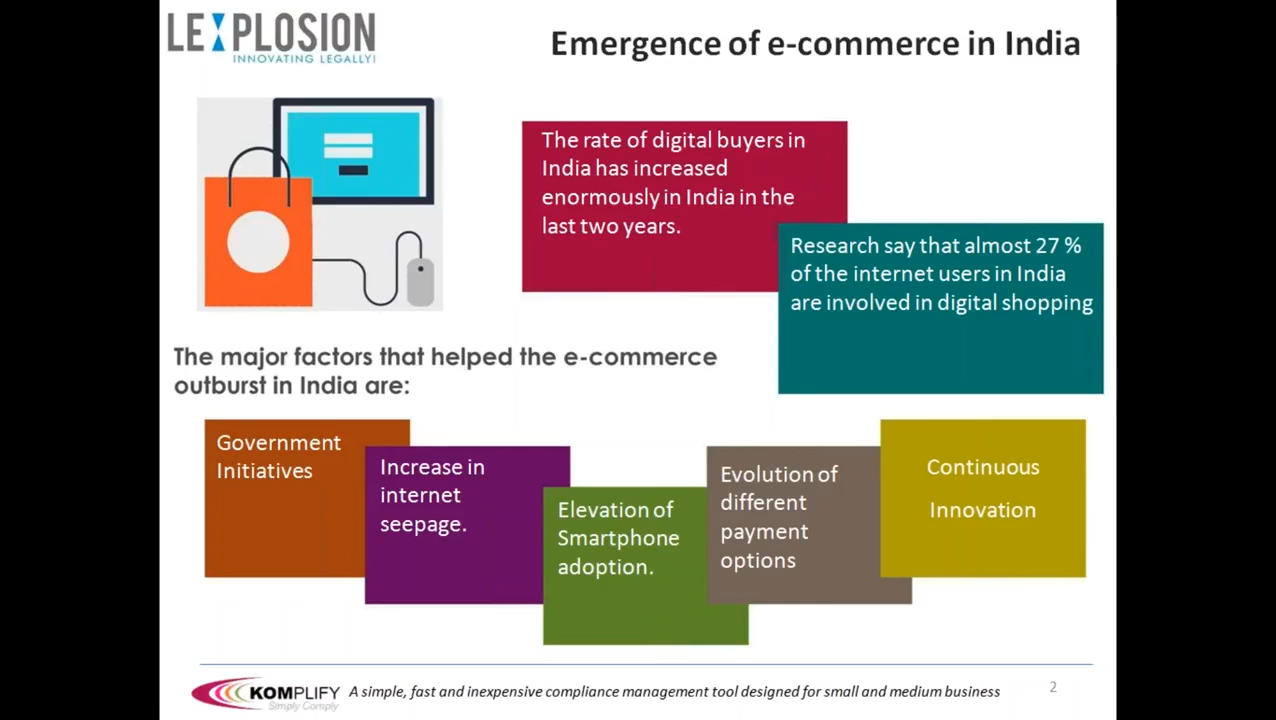 LEXPLOSION
INNOVATING LEGALLY!
Emergence of e-commerce in India
The rate of digital buyers in
India has increased
enormously in India in the
last two years.
Research say that almost 27 %
of the internet users in India
are involved in digital shopping
The major factors that helped the e-commerce
outburst in India are:
Government
Initiatives
Increase in
internet
seepage.
Elevation of
Smartphone
adoption.
Evolution of
different
payment
options
Continuous
Innovation
KOMPLIFY
Simply Comply
A simple, fast and inexpensive compliance management tool designed for small and medium business
2